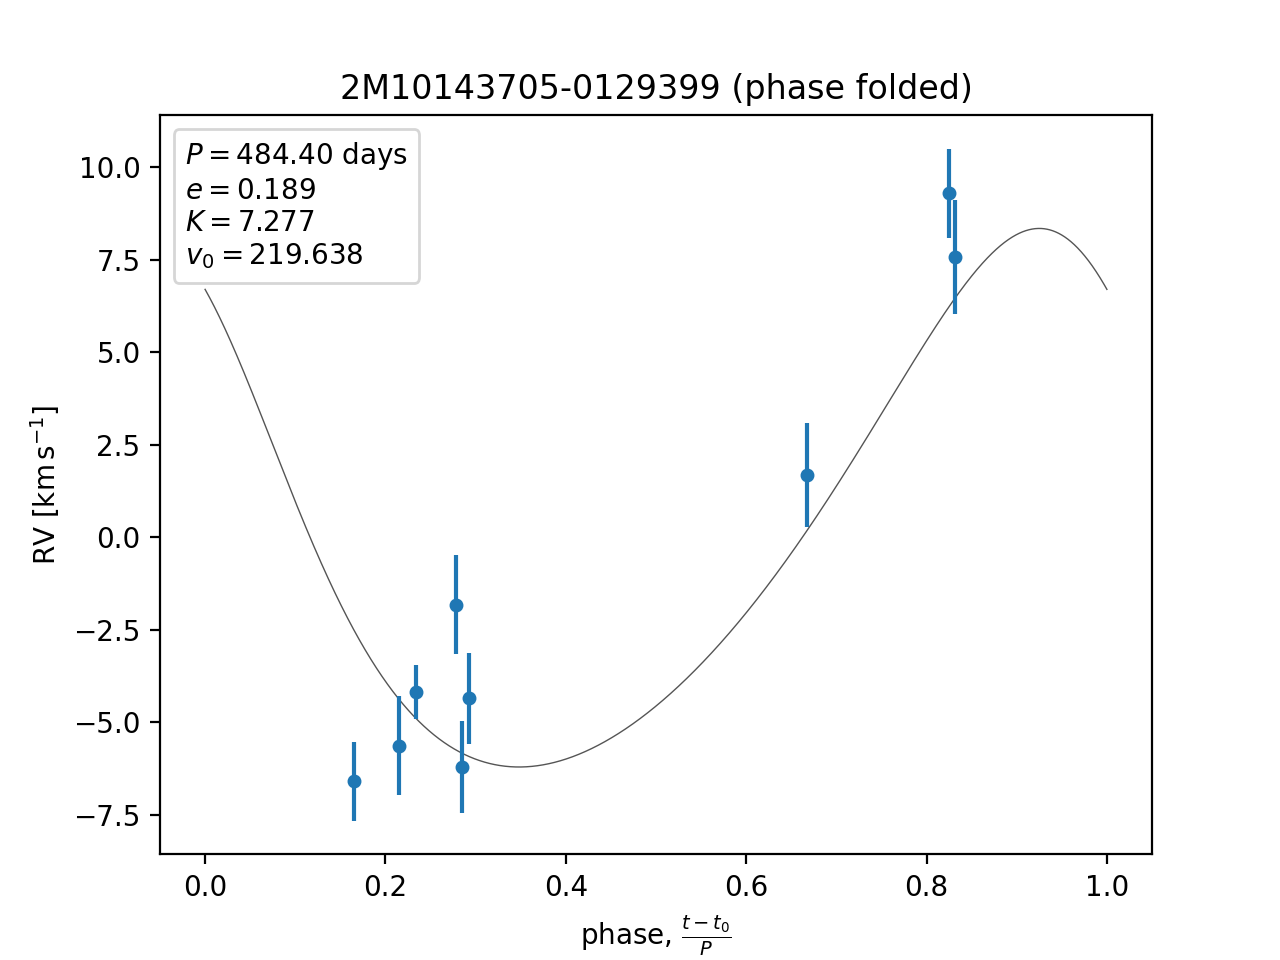 2M10143705-0129399 (phase folded)
P = 484.40 days
e = 0.189
K = 7.277
v₀ = 219.638
10.0
7.5
5.0
2.5
0.0
−2.5
−5.0
−7.5
RV [km s⁻¹]
0.0 0.2 0.4 0.6 0.8 1.0
phase, (t − t₀)/P